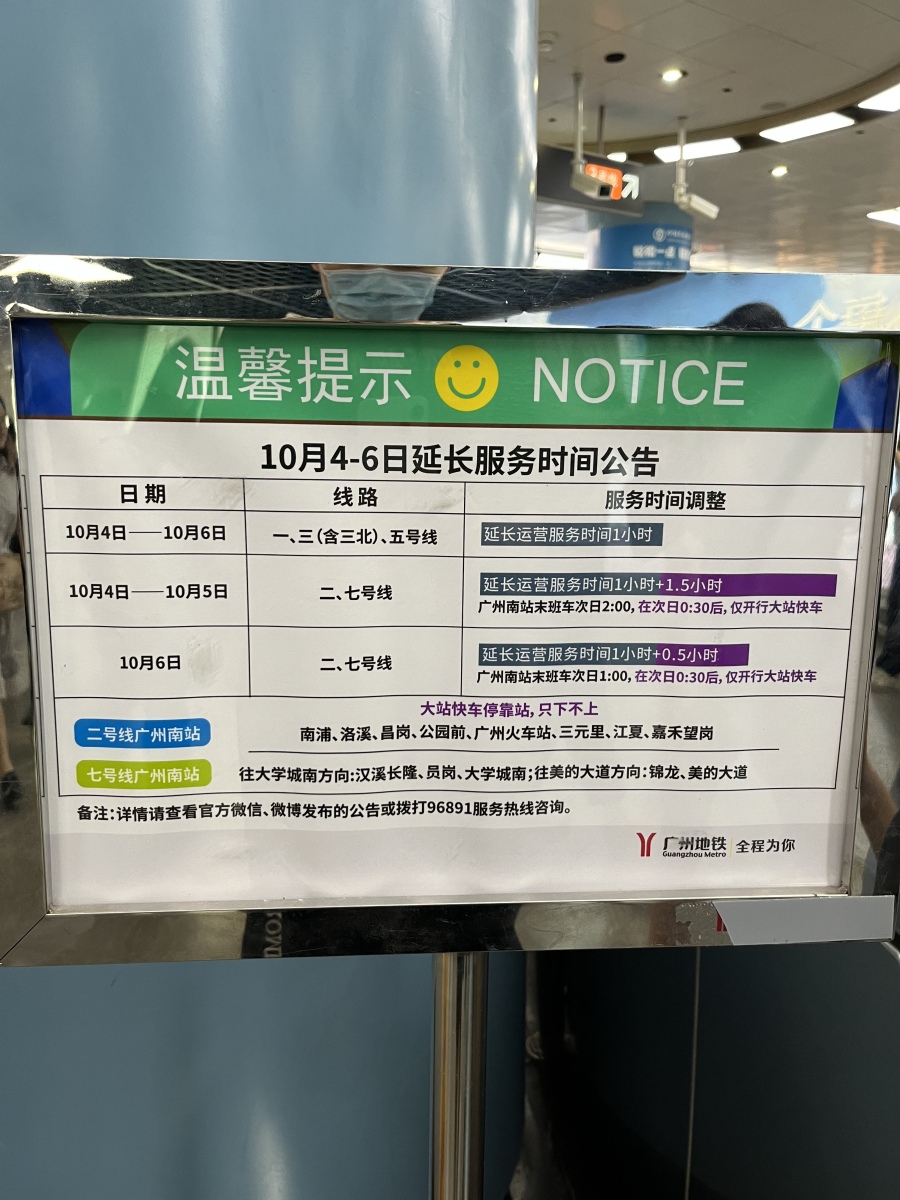 温馨提示 NOTICE
10月4-6日延长服务时间公告
日期 线路 服务时间调整
10月4日——10月6日 一、三(含三北)、五号线 延长运营服务时间1小时
10月4日——10月5日 二、七号线 延长运营服务时间1小时+1.5小时
广州南站末班车次日2:00, 在次日0:30后, 仅开行大站快车
10月6日 二、七号线 延长运营服务时间1小时+0.5小时
广州南站末班车次日1:00, 在次日0:30后, 仅开行大站快车
大站快车停靠站, 只下不上
二号线广州南站 南浦、洛溪、昌岗、公园前、广州火车站、三元里、江夏、嘉禾望岗
七号线广州南站 往大学城南方向:汉溪长隆、员岗、大学城南;往美的大道方向:锦龙、美的大道
备注:详情请查看官方微信、微博发布的公告或拨打96891服务热线咨询。
广州地铁 全程为你
Guangzhou Metro